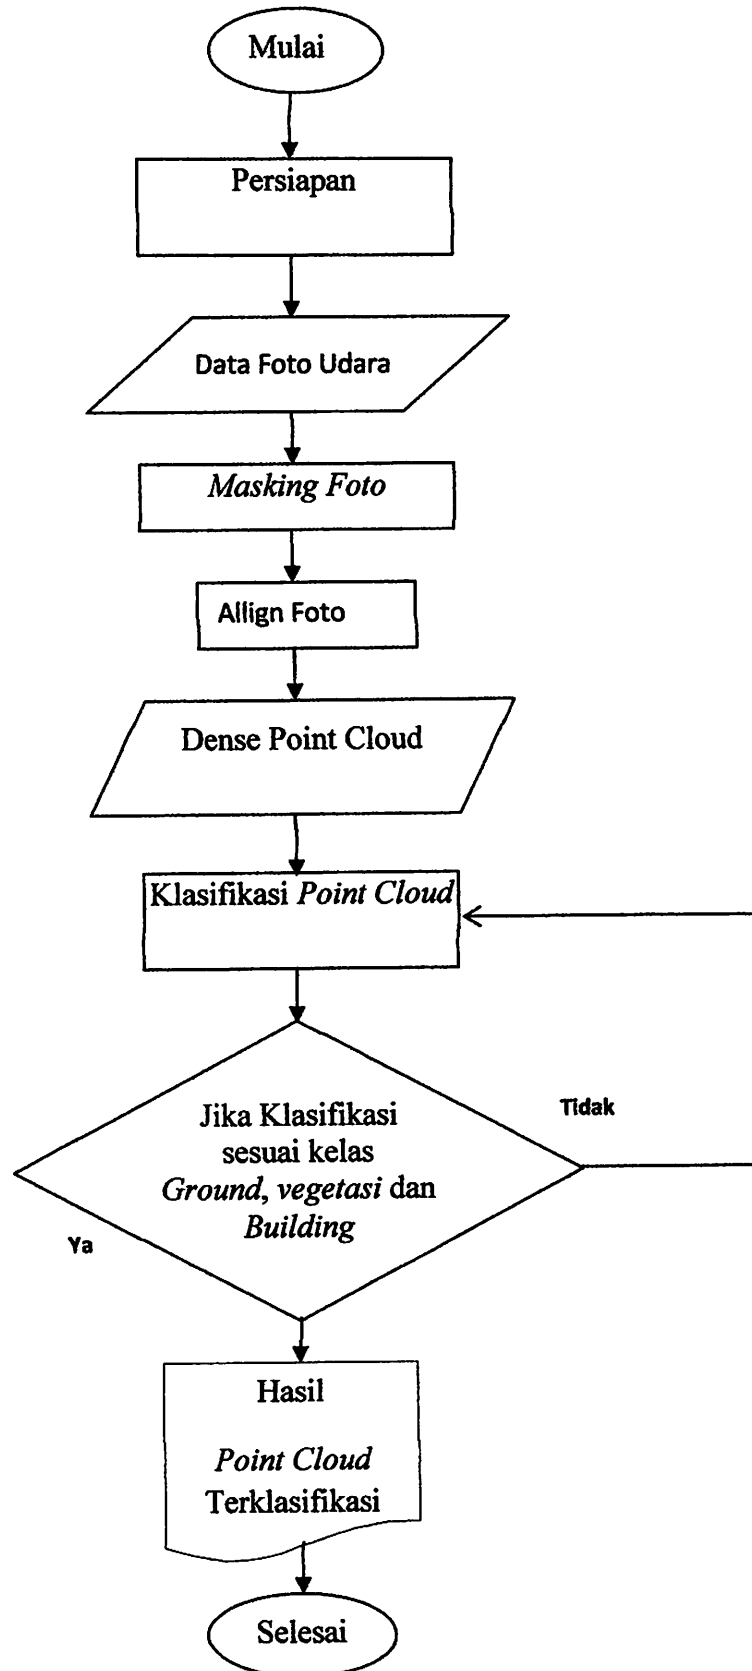 Mulai
Persiapan
Data Foto Udara
Masking Foto
Allign Foto
Dense Point Cloud
Klasifikasi Point Cloud
Jika Klasifikasi
sesuai kelas
Ground, vegetasi dan
Building
Tidak
Ya
Hasil
Point Cloud
Terklasifikasi
Selesai